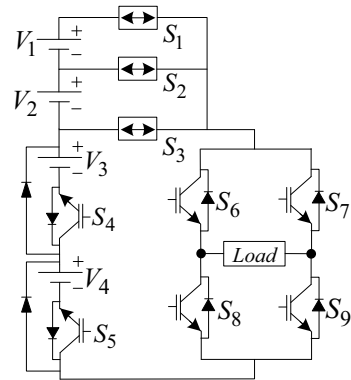 +
V1
−
S1
+
V2
−
S2
+
V3
−
S3
S4
S6
S7
Load
+
V4
−
S5
S8
S9